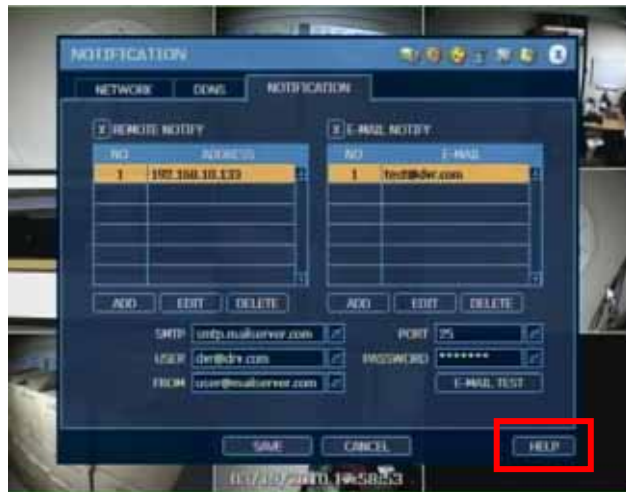 NOTIFICATION
NETWORK DDNS NOTIFICATION
X REMOTE NOTIFY X E-MAIL NOTIFY
NO ADDRESS NO E-MAIL
1 192.168.10.133 1 test@dvr.com
ADD EDIT DELETE ADD EDIT DELETE
SMTP smtp.mailserver.com PORT 25
USER dvr@drv.com PASSWORD *******
FROM user@mailserver.com E-MAIL TEST
SAVE CANCEL HELP